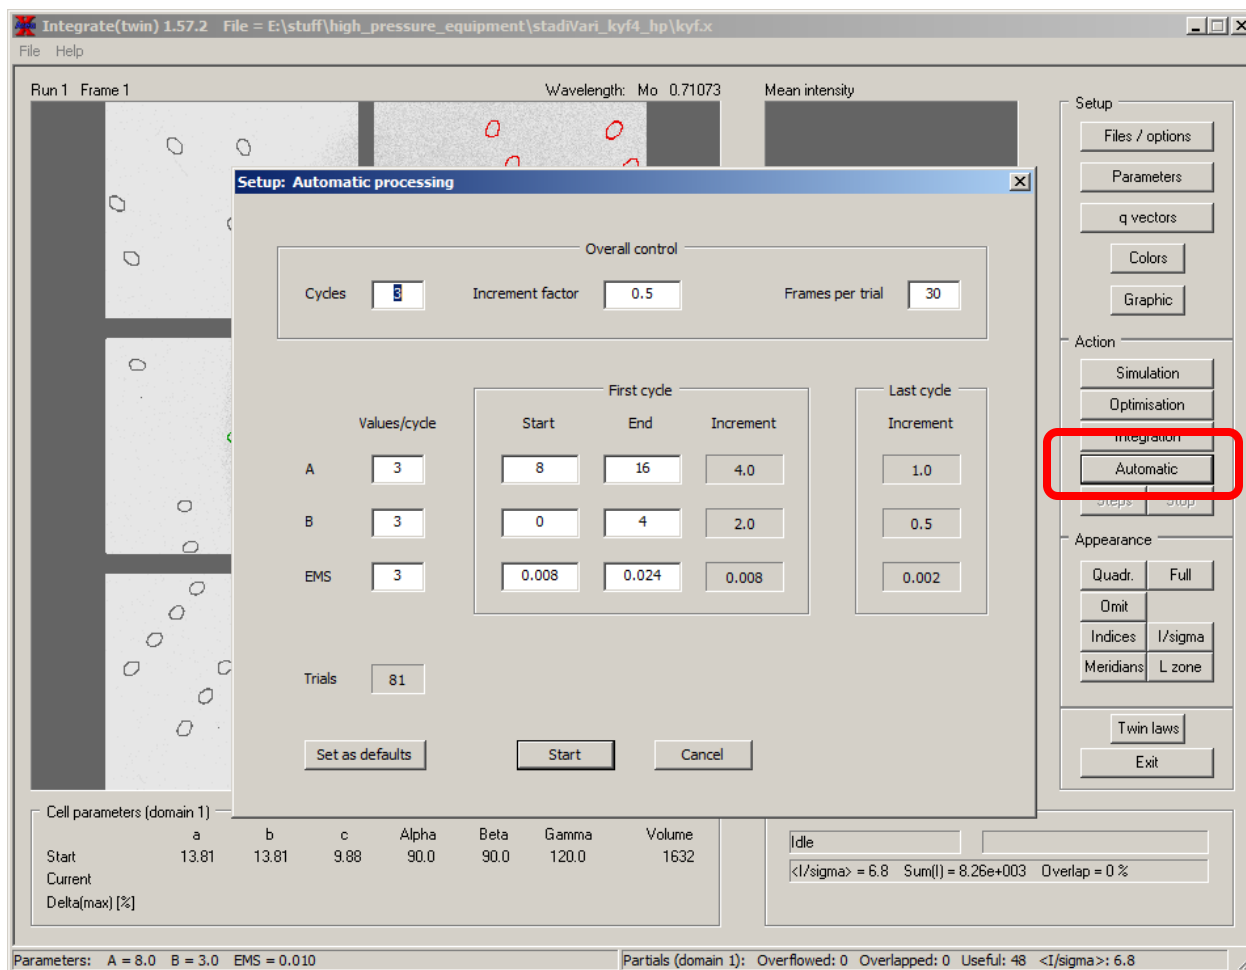 Integrate(twin) 1.57.2 File = E:\stuff\high_pressure_equipment\stadiVari_kyf4_hp\kyf.x
File Help
Run 1 Frame 1 Wavelength: Mo 0.71073 Mean intensity
Setup
Files / options
Parameters
q vectors
Colors
Graphic
Action
Simulation
Optimisation
Integration
Automatic
Steps Stop
Appearance
Quadr. Full
Omit
Indices I/sigma
Meridians L zone
Twin laws
Exit
Setup: Automatic processing
Overall control
Cycles 3 Increment factor 0.5 Frames per trial 30
First cycle Last cycle
Values/cycle Start End Increment Increment
A 3 8 16 4.0 1.0
B 3 0 4 2.0 0.5
EMS 3 0.008 0.024 0.008 0.002
Trials 81
Set as defaults Start Cancel
Cell parameters (domain 1)
a b c Alpha Beta Gamma Volume
Start 13.81 13.81 9.88 90.0 90.0 120.0 1632
Current
Delta(max) [%]
Idle
<I/sigma> = 6.8 Sum(I) = 8.26e+003 Overlap = 0 %
Parameters: A = 8.0 B = 3.0 EMS = 0.010
Partials (domain 1): Overflowed: 0 Overlapped: 0 Useful: 48 <I/sigma>: 6.8